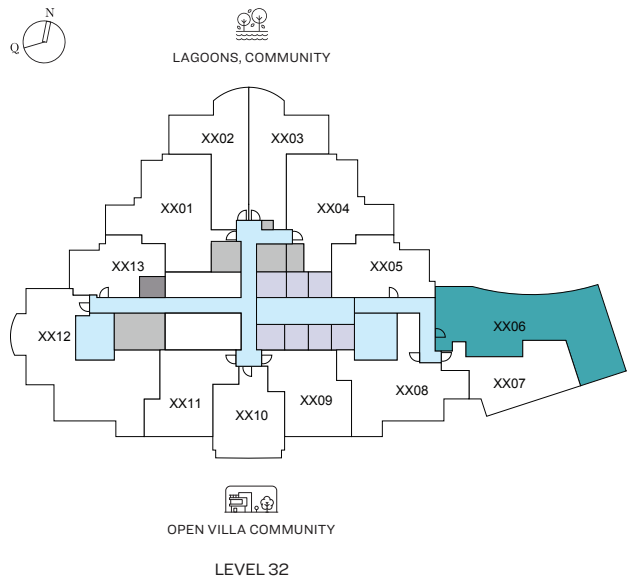 N
Q
LAGOONS, COMMUNITY
XX02
XX03
XX01
XX04
XX13
XX05
XX12
XX06
XX07
XX08
XX11
XX09
XX10
OPEN VILLA COMMUNITY
LEVEL 32